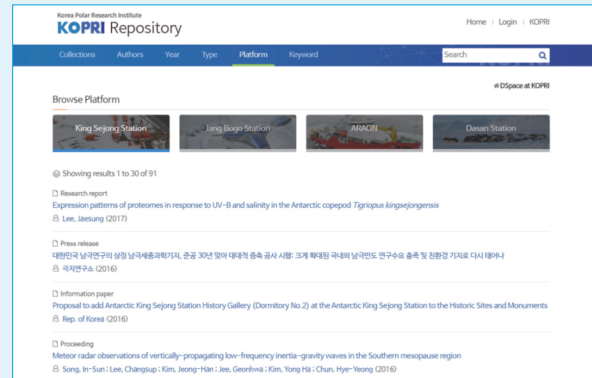 Korea Polar Research Institute
KOPRI Repository
Home Login KOPRI
Collections Authors Year Type Platform Keyword Search
DSpace at KOPRI
Browse Platform
King Sejong Station Jang Bogo Station ARAON Dasan Station
Showing results 1 to 30 of 91
Research report
Expression patterns of proteomes in response to UV-B and salinity in the Antarctic copepod Tigriopus kingsejongensis
Lee, Jaesung (2017)
Press release
대한민국 남극연구의 상징 남극세종과학기지, 준공 30년 맞아 대대적 증축 공사 시행: 크게 확대된 국내외 남극반도 연구수요 충족 및 친환경 기지로 다시 태어나
극지연구소 (2016)
Information paper
Proposal to add Antarctic King Sejong Station History Gallery (Dormitory No.2) at the Antarctic King Sejong Station to the Historic Sites and Monuments
Rep. of Korea (2016)
Proceeding
Meteor radar observations of vertically-propagating low-frequency inertia-gravity waves in the Southern mesopause region
Song, In-Sun ; Lee, Changsup ; Kim, Jeong-Han ; Jee, Geonhwa ; Kim, Yong Ha ; Chun, Hye-Yeong (2016)